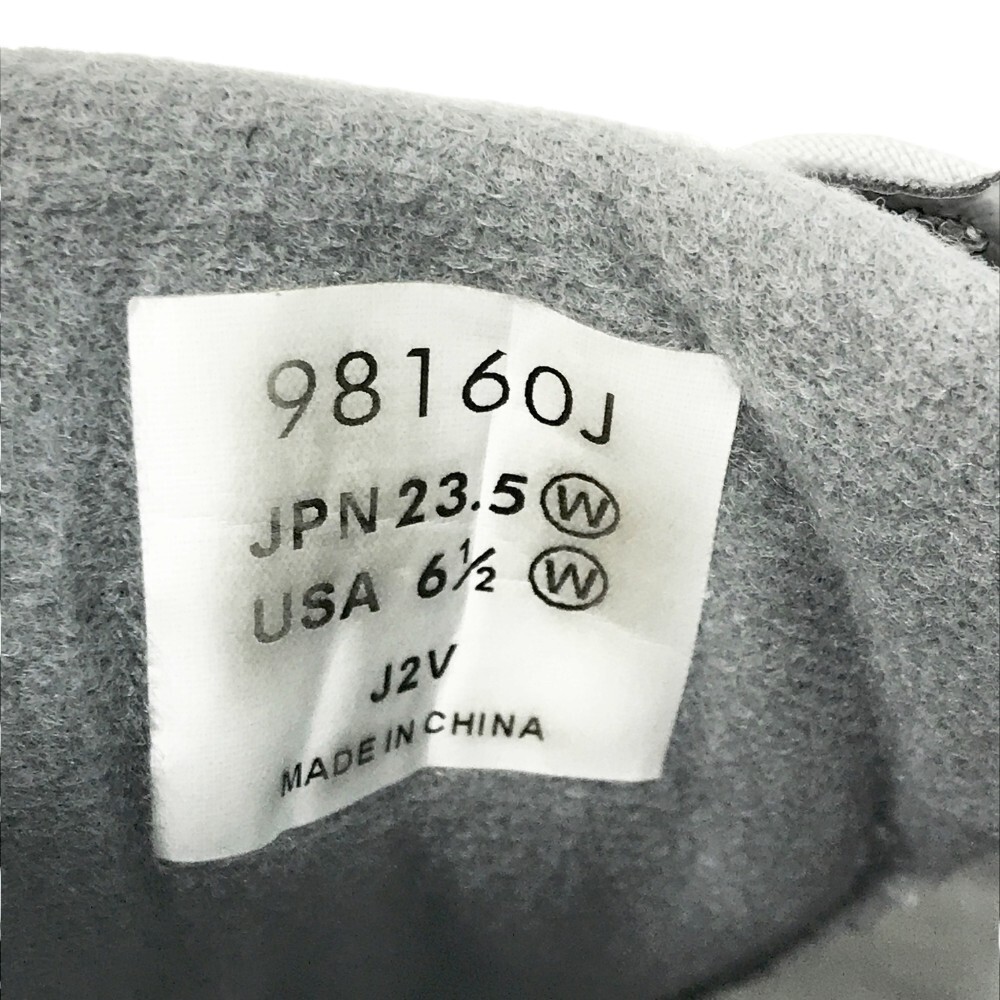 98160J
JPN 23.5 Ⓦ
USA 6½ Ⓦ
J2V
MADE IN CHINA